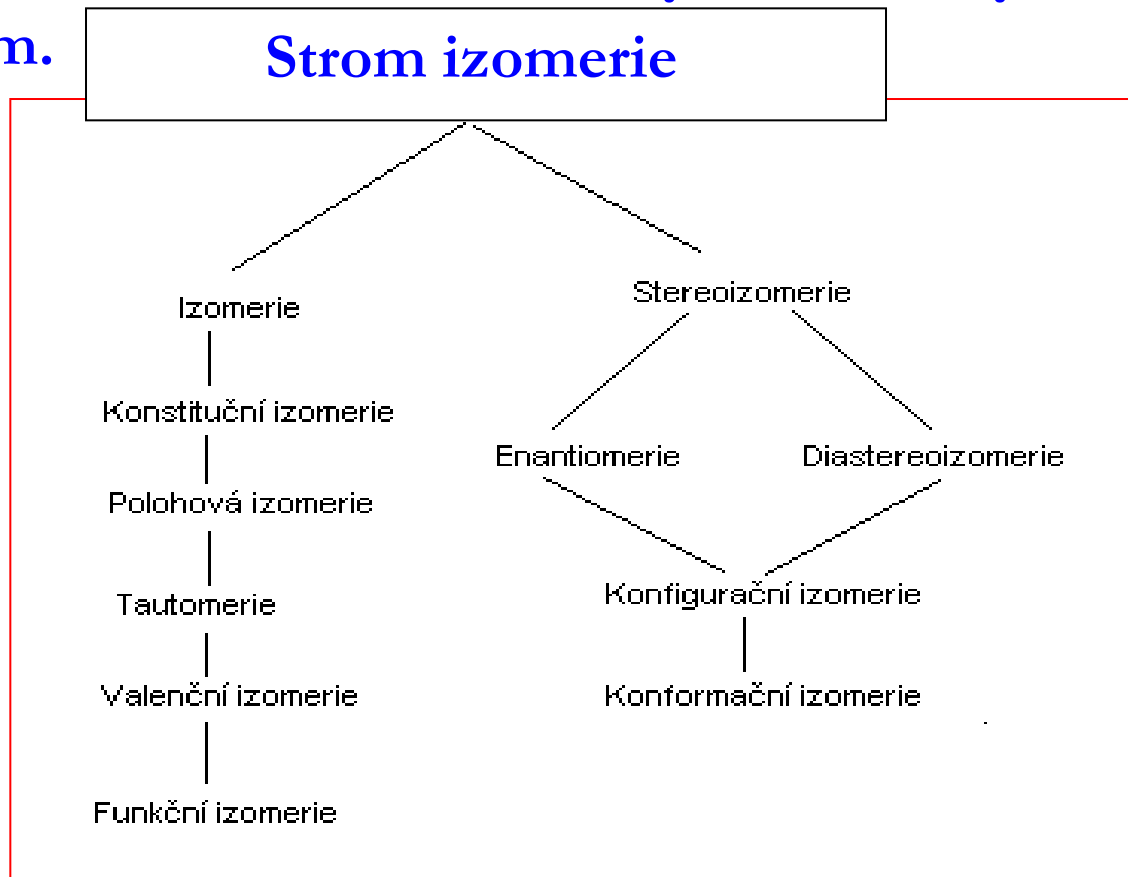 m.
Strom izomerie
Izomerie
Stereoizomerie
Konstituční izomerie
Enantiomerie
Diastereoizomerie
Polohová izomerie
Konfigurační izomerie
Tautomerie
Valenční izomerie
Konformační izomerie
Funkční izomerie